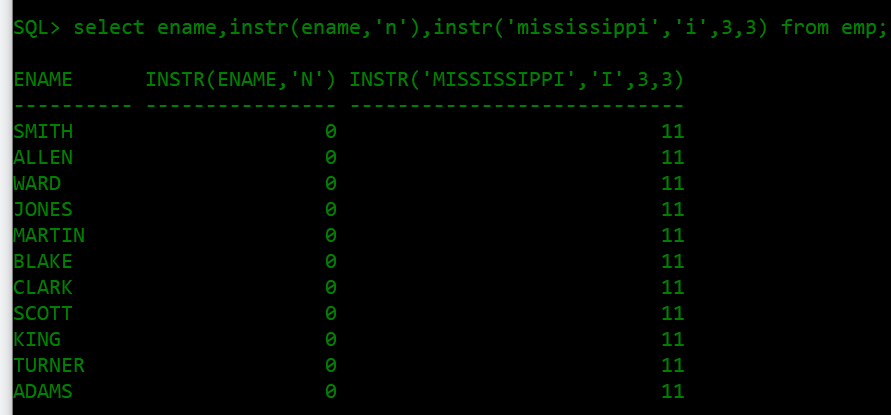 SQL> select ename,instr(ename,'n'),instr('mississippi','i',3,3) from emp;
ENAME      INSTR(ENAME,'N') INSTR('MISSISSIPPI','I',3,3)
---------- ---------------- ----------------------------
SMITH                     0                           11
ALLEN                     0                           11
WARD                      0                           11
JONES                     0                           11
MARTIN                    0                           11
BLAKE                     0                           11
CLARK                     0                           11
SCOTT                     0                           11
KING                      0                           11
TURNER                    0                           11
ADAMS                     0                           11